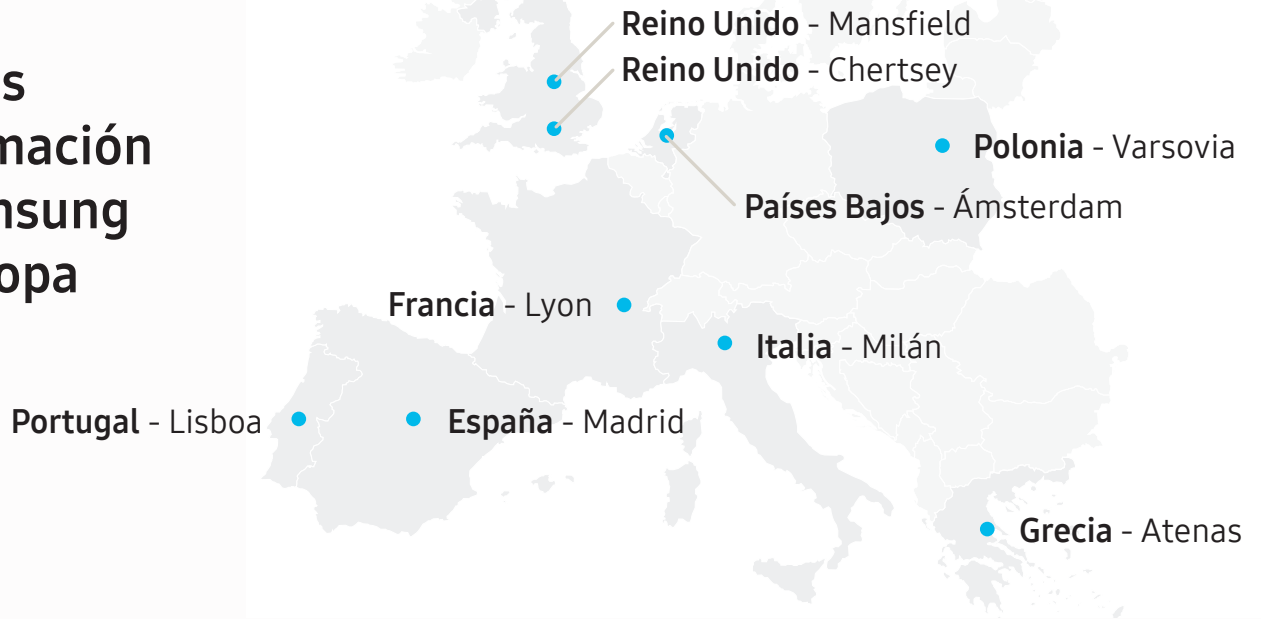 s
mación
nsung
opa
Reino Unido - Mansfield
Reino Unido - Chertsey
Polonia - Varsovia
Países Bajos - Ámsterdam
Francia - Lyon
Italia - Milán
Portugal - Lisboa
España - Madrid
Grecia - Atenas